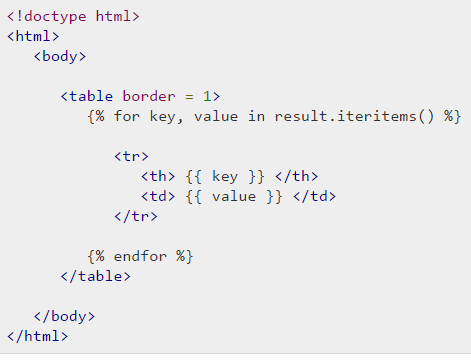 <!doctype html>
<html>
<body>
<table border = 1>
{% for key, value in result.iteritems() %}
<tr>
<th> {{ key }} </th>
<td> {{ value }} </td>
</tr>
{% endfor %}
</table>
</body>
</html>